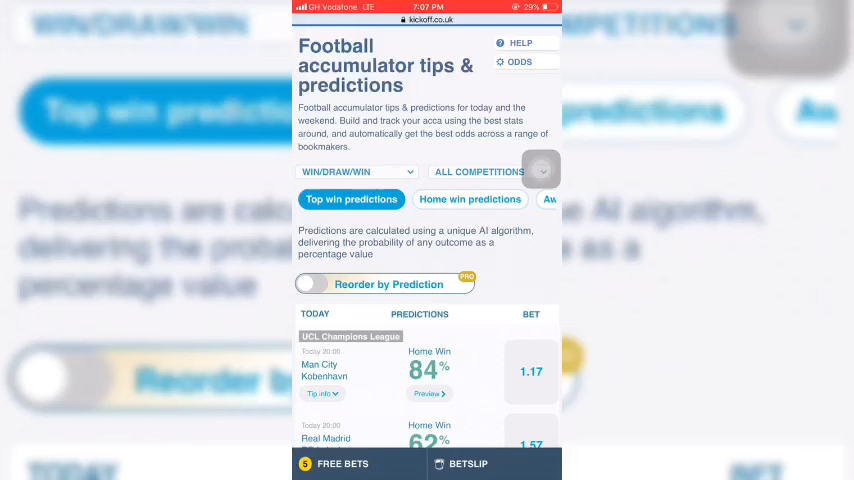 GH Vodafone LTE 7:07 PM 29%
kickoff.co.uk
Football
accumulator tips &
predictions
HELP
ODDS
Football accumulator tips & predictions for today and the
weekend. Build and track your acca using the best stats
around, and automatically get the best odds across a range of
bookmakers.
WIN/DRAW/WIN ALL COMPETITIONS
Top win predictions Home win predictions Aw
Predictions are calculated using a unique AI algorithm,
delivering the probability of any outcome as a
percentage value
PRO
Reorder by Prediction
TODAY PREDICTIONS BET
UCL Champions League
Today 20:00 Home Win
Man City
Kobenhavn
84%
1.17
Tip info Preview
Today 20:00 Home Win
Real Madrid
62%
1.57
5 FREE BETS BETSLIP